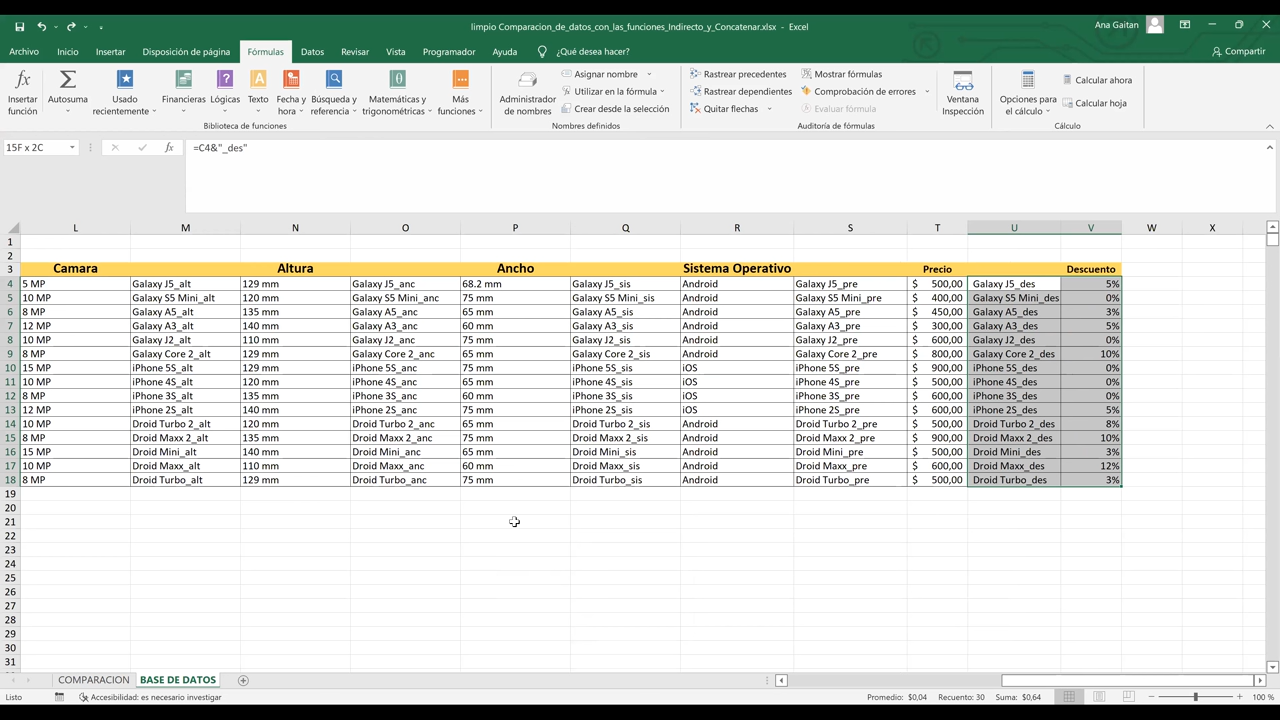 limpio Comparacion_de_datos_con_las_funciones_Indirecto_y_Concatenar.xlsx - Excel
Ana Gaitan
Archivo Inicio Insertar Disposición de página Fórmulas Datos Revisar Vista Programador Ayuda ¿Qué desea hacer? Compartir
Insertar función
Autosuma
Usado recientemente
Financieras
Lógicas
Texto
Fecha y hora
Búsqueda y referencia
Matemáticas y trigonométricas
Más funciones
Biblioteca de funciones
Administrador de nombres
Asignar nombre
Utilizar en la fórmula
Crear desde la selección
Nombres definidos
Rastrear precedentes
Rastrear dependientes
Quitar flechas
Mostrar fórmulas
Comprobación de errores
Evaluar fórmula
Auditoría de fórmulas
Ventana Inspección
Opciones para el cálculo
Calcular ahora
Calcular hoja
Cálculo
15F x 2C fx =C4&"_des"
L M N O P Q R S T U V W X
1
2
3 Camara Altura Ancho Sistema Operativo Precio Descuento
4 5 MP Galaxy J5_alt 129 mm Galaxy J5_anc 68.2 mm Galaxy J5_sis Android Galaxy J5_pre $ 500,00 Galaxy J5_des 5%
5 10 MP Galaxy S5 Mini_alt 120 mm Galaxy S5 Mini_anc 75 mm Galaxy S5 Mini_sis Android Galaxy S5 Mini_pre $ 400,00 Galaxy S5 Mini_des 0%
6 8 MP Galaxy A5_alt 135 mm Galaxy A5_anc 65 mm Galaxy A5_sis Android Galaxy A5_pre $ 450,00 Galaxy A5_des 3%
7 12 MP Galaxy A3_alt 140 mm Galaxy A3_anc 60 mm Galaxy A3_sis Android Galaxy A3_pre $ 300,00 Galaxy A3_des 5%
8 10 MP Galaxy J2_alt 110 mm Galaxy J2_anc 75 mm Galaxy J2_sis Android Galaxy J2_pre $ 600,00 Galaxy J2_des 0%
9 8 MP Galaxy Core 2_alt 129 mm Galaxy Core 2_anc 65 mm Galaxy Core 2_sis Android Galaxy Core 2_pre $ 800,00 Galaxy Core 2_des 10%
10 15 MP iPhone 5S_alt 129 mm iPhone 5S_anc 75 mm iPhone 5S_sis iOS iPhone 5S_pre $ 900,00 iPhone 5S_des 0%
11 10 MP iPhone 4S_alt 120 mm iPhone 4S_anc 65 mm iPhone 4S_sis iOS iPhone 4S_pre $ 500,00 iPhone 4S_des 0%
12 8 MP iPhone 3S_alt 135 mm iPhone 3S_anc 60 mm iPhone 3S_sis iOS iPhone 3S_pre $ 600,00 iPhone 3S_des 0%
13 12 MP iPhone 2S_alt 140 mm iPhone 2S_anc 75 mm iPhone 2S_sis iOS iPhone 2S_pre $ 600,00 iPhone 2S_des 5%
14 10 MP Droid Turbo 2_alt 120 mm Droid Turbo 2_anc 65 mm Droid Turbo 2_sis Android Droid Turbo 2_pre $ 500,00 Droid Turbo 2_des 8%
15 8 MP Droid Maxx 2_alt 135 mm Droid Maxx 2_anc 75 mm Droid Maxx 2_sis Android Droid Maxx 2_pre $ 900,00 Droid Maxx 2_des 10%
16 15 MP Droid Mini_alt 140 mm Droid Mini_anc 65 mm Droid Mini_sis Android Droid Mini_pre $ 500,00 Droid Mini_des 3%
17 10 MP Droid Maxx_alt 110 mm Droid Maxx_anc 60 mm Droid Maxx_sis Android Droid Maxx_pre $ 600,00 Droid Maxx_des 12%
18 8 MP Droid Turbo_alt 129 mm Droid Turbo_anc 75 mm Droid Turbo_sis Android Droid Turbo_pre $ 500,00 Droid Turbo_des 3%
19
20
21
22
23
24
25
26
27
28
29
30
31
COMPARACION BASE DE DATOS
Listo Accesibilidad: es necesario investigar Promedio: $0,04 Recuento: 30 Suma: $0,64 100 %